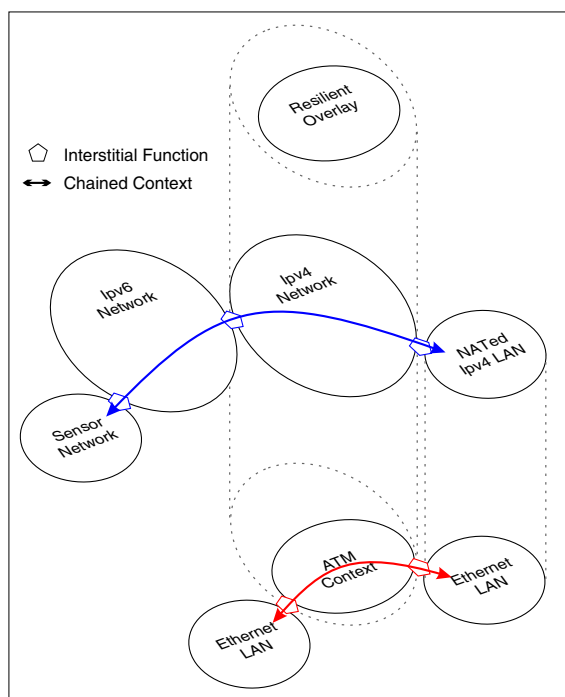 Resilient
Overlay
Interstitial Function
Chained Context
Ipv6
Network
Ipv4
Network
NATed
Ipv4 LAN
Sensor
Network
ATM
Context
Ethernet
LAN
Ethernet
LAN